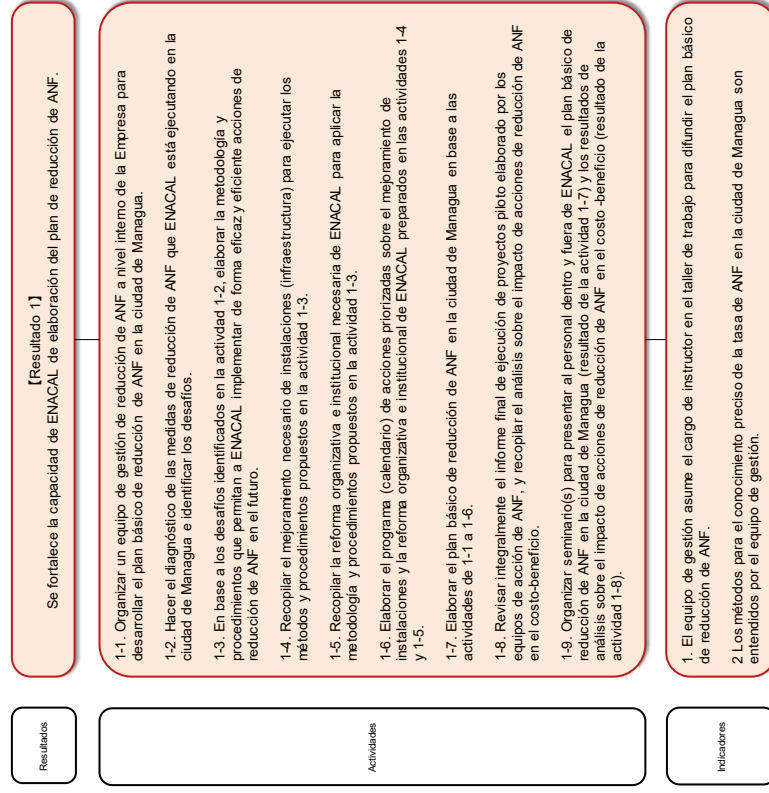 Resultados
【Resultado 1】
Se fortalece la capacidad de ENACAL de elaboración del plan de reducción de ANF.
Actividades
1-1. Organizar un equipo de gestión de reducción de ANF a nivel interno de la Empresa para
desarrollar el plan básico de reducción de ANF en la ciudad de Managua.
1-2. Hacer el diagnóstico de las medidas de reducción de ANF que ENACAL está ejecutando en la
ciudad de Managua e identificar los desafíos.
1-3. En base a los desafíos identificados en la activdad 1-2, elaborar la metodología y
procedimientos que permitan a ENACAL implementar de forma eficaz y eficiente acciones de
reducción de ANF en el futuro.
1-4. Recopilar el mejoramiento necesario de instalaciones (infraestructura) para ejecutar los
métodos y procedimientos propuestos en la actividad 1-3.
1-5. Recopilar la reforma organizativa e institucional necesaria de ENACAL para aplicar la
metodología y procedimientos propuestos en la actividad 1-3.
1-6. Elaborar el programa (calendario) de acciones priorizadas sobre el mejoramiento de
instalaciones y la reforma organizativa e institucional de ENACAL preparados en las actividades 1-4
y 1-5.
1-7. Elaborar el plan básico de reducción de ANF en la ciudad de Managua en base a las
actividades de 1-1 a 1-6.
1-8. Revisar integralmente el informe final de ejecución de proyectos piloto elaborado por los
equipos de acción de ANF, y recopilar el análisis sobre el impacto de acciones de reducción de ANF
en el costo-beneficio.
1-9. Organizar seminario(s) para presentar al personal dentro y fuera de ENACAL el plan básico de
reducción de ANF en la ciudad de Managua (resultado de la actividad 1-7) y los resultados de
análisis sobre el impacto de acciones de reducción de ANF en el costo -beneficio (resultado de la
actividad 1-8).
Indicadores
1. El equipo de gestión asume el cargo de instructor en el taller de trabajo para difundir el plan básico
de reducción de ANF.
2 Los métodos para el conocimiento preciso de la tasa de ANF en la ciudad de Managua son
entendidos por el equipo de gestión.